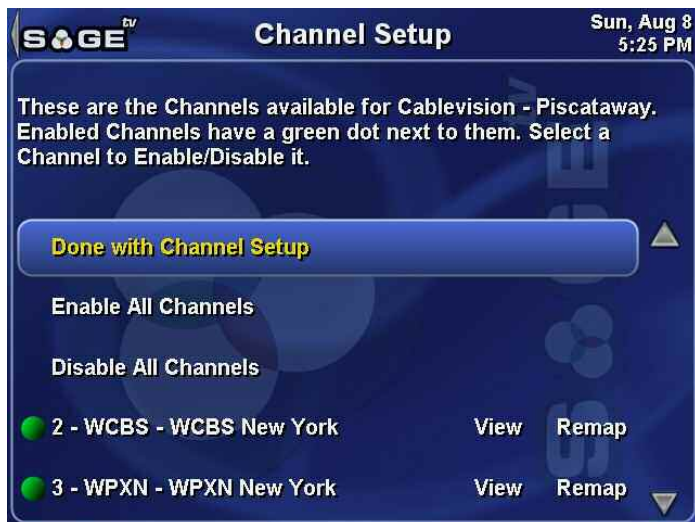 SAGE tv
Channel Setup
Sun, Aug 8
5:25 PM
These are the Channels available for Cablevision - Piscataway.
Enabled Channels have a green dot next to them. Select a
Channel to Enable/Disable it.
Done with Channel Setup
Enable All Channels
Disable All Channels
2 - WCBS - WCBS New York View Remap
3 - WPXN - WPXN New York View Remap
SAGE tv